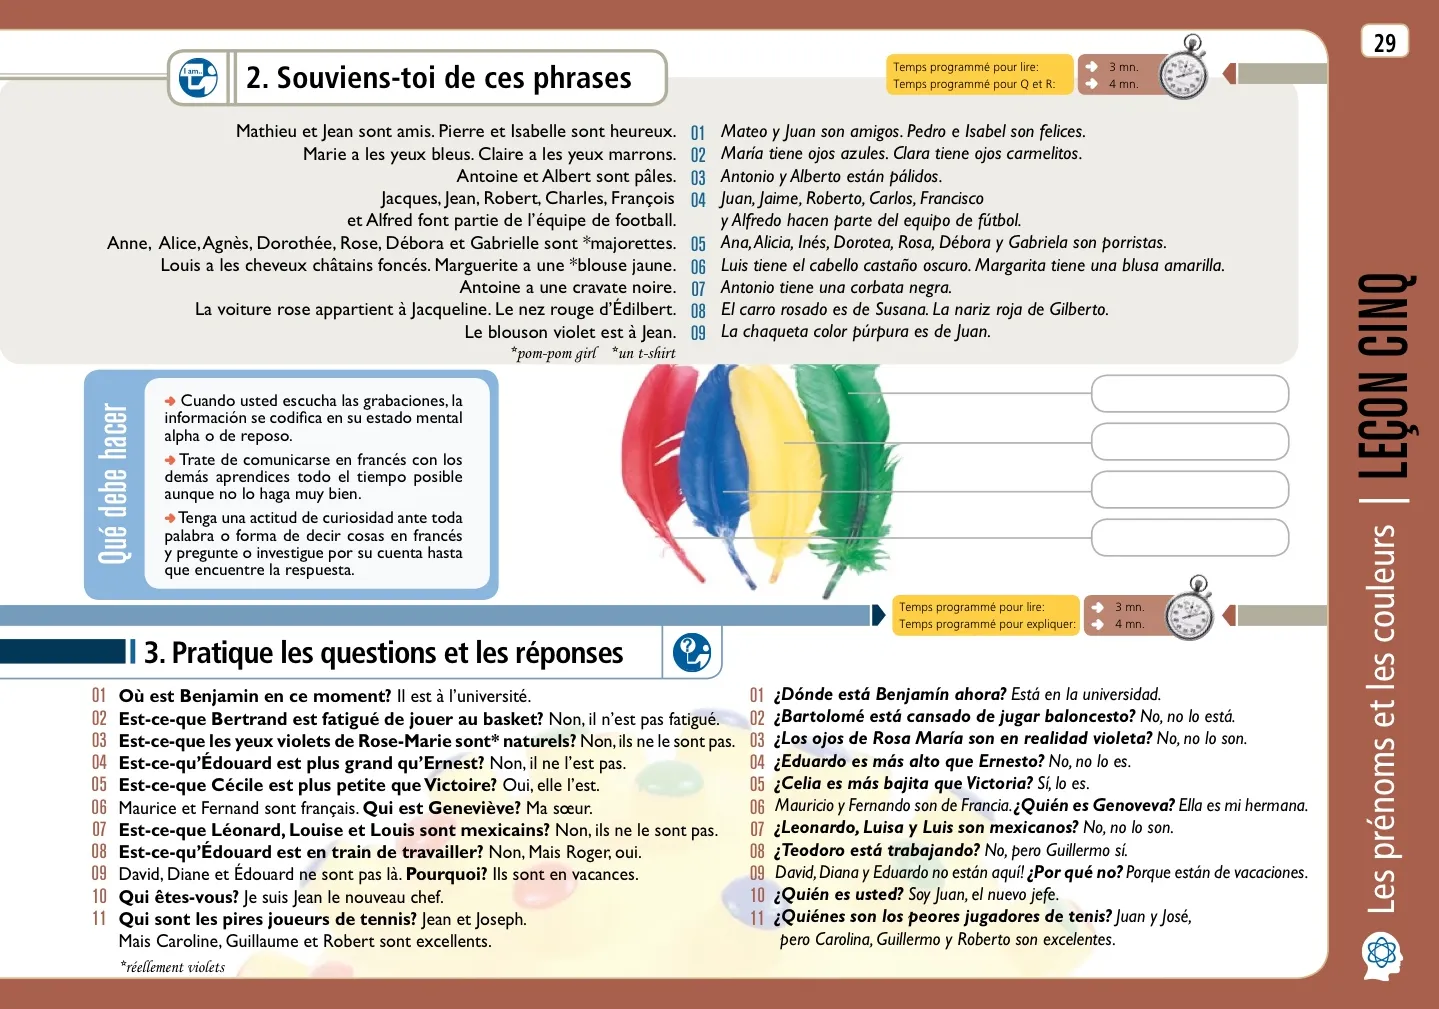 29
I am...
2. Souviens-toi de ces phrases
Temps programmé pour lire: 3 mn.
Temps programmé pour Q et R: 4 mn.
Mathieu et Jean sont amis. Pierre et Isabelle sont heureux. 01 Mateo y Juan son amigos. Pedro e Isabel son felices.
Marie a les yeux bleus. Claire a les yeux marrons. 02 María tiene ojos azules. Clara tiene ojos carmelitos.
Antoine et Albert sont pâles. 03 Antonio y Alberto están pálidos.
Jacques, Jean, Robert, Charles, François 04 Juan, Jaime, Roberto, Carlos, Francisco
et Alfred font partie de l'équipe de football. y Alfredo hacen parte del equipo de fútbol.
Anne, Alice, Agnès, Dorothée, Rose, Débora et Gabrielle sont *majorettes. 05 Ana, Alicia, Inés, Dorotea, Rosa, Débora y Gabriela son porristas.
Louis a les cheveux châtains foncés. Marguerite a une *blouse jaune. 06 Luis tiene el cabello castaño oscuro. Margarita tiene una blusa amarilla.
Antoine a une cravate noire. 07 Antonio tiene una corbata negra.
La voiture rose appartient à Jacqueline. Le nez rouge d'Édilbert. 08 El carro rosado es de Susana. La nariz roja de Gilberto.
Le blouson violet est à Jean. 09 La chaqueta color púrpura es de Juan.
*pom-pom girl *un t-shirt
Qué debe hacer
Cuando usted escucha las grabaciones, la
información se codifica en su estado mental
alpha o de reposo.
Trate de comunicarse en francés con los
demás aprendices todo el tiempo posible
aunque no lo haga muy bien.
Tenga una actitud de curiosidad ante toda
palabra o forma de decir cosas en francés
y pregunte o investigue por su cuenta hasta
que encuentre la respuesta.
Temps programmé pour lire: 3 mn.
Temps programmé pour expliquer: 4 mn.
3. Pratique les questions et les réponses
?
01 Où est Benjamin en ce moment? Il est à l'université.
02 Est-ce-que Bertrand est fatigué de jouer au basket? Non, il n'est pas fatigué.
03 Est-ce-que les yeux violets de Rose-Marie sont* naturels? Non, ils ne le sont pas.
04 Est-ce-qu'Édouard est plus grand qu'Ernest? Non, il ne l'est pas.
05 Est-ce-que Cécile est plus petite que Victoire? Oui, elle l'est.
06 Maurice et Fernand sont français. Qui est Geneviève? Ma sœur.
07 Est-ce-que Léonard, Louise et Louis sont mexicains? Non, ils ne le sont pas.
08 Est-ce-qu'Édouard est en train de travailler? Non, Mais Roger, oui.
09 David, Diane et Édouard ne sont pas là. Pourquoi? Ils sont en vacances.
10 Qui êtes-vous? Je suis Jean le nouveau chef.
11 Qui sont les pires joueurs de tennis? Jean et Joseph.
Mais Caroline, Guillaume et Robert sont excellents.
*réellement violets
01 ¿Dónde está Benjamín ahora? Está en la universidad.
02 ¿Bartolomé está cansado de jugar baloncesto? No, no lo está.
03 ¿Los ojos de Rosa María son en realidad violeta? No, no lo son.
04 ¿Eduardo es más alto que Ernesto? No, no lo es.
05 ¿Celia es más bajita que Victoria? Sí, lo es.
06 Mauricio y Fernando son de Francia. ¿Quién es Genoveva? Ella es mi hermana.
07 ¿Leonardo, Luisa y Luis son mexicanos? No, no lo son.
08 ¿Teodoro está trabajando? No, pero Guillermo sí.
09 David, Diana y Eduardo no están aquí! ¿Por qué no? Porque están de vacaciones.
10 ¿Quién es usted? Soy Juan, el nuevo jefe.
11 ¿Quiénes son los peores jugadores de tenis? Juan y José,
pero Carolina, Guillermo y Roberto son excelentes.
Les prénoms et les couleurs | LEÇON CINQ